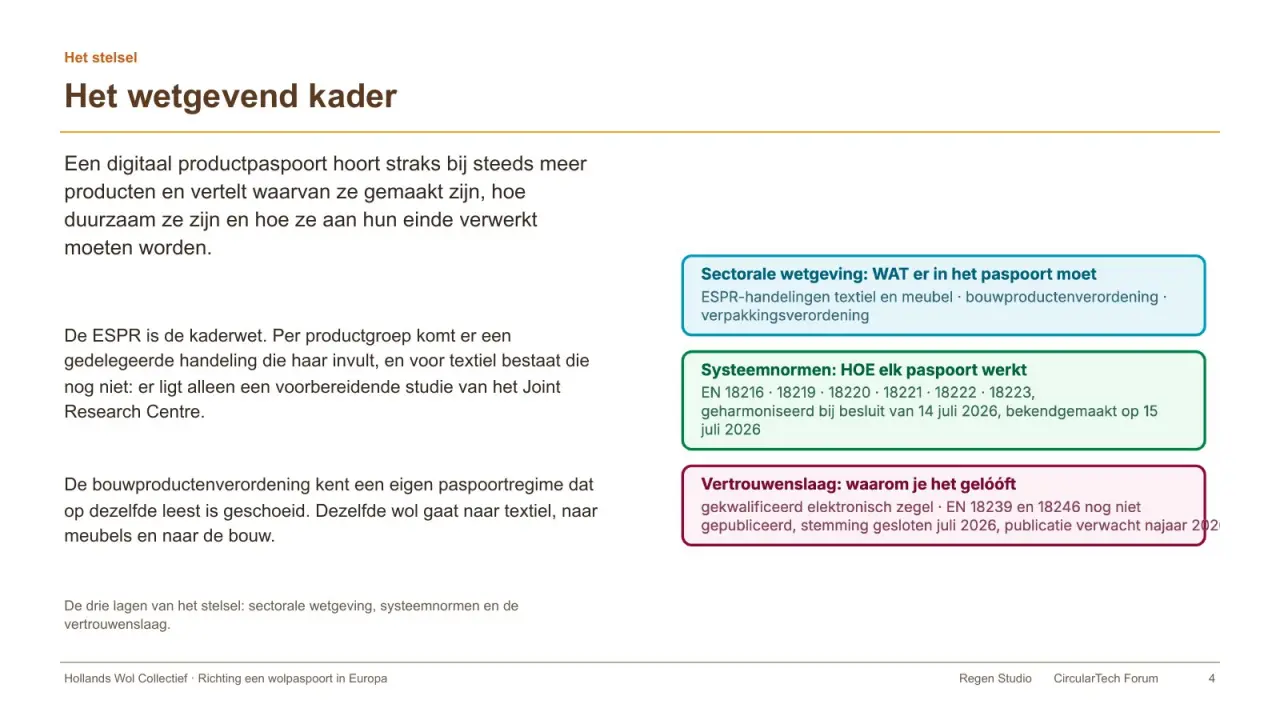 Het stelsel
Het wetgevend kader
Een digitaal productpaspoort hoort straks bij steeds meer
producten en vertelt waarvan ze gemaakt zijn, hoe
duurzaam ze zijn en hoe ze aan hun einde verwerkt
moeten worden.
De ESPR is de kaderwet. Per productgroep komt er een
gedelegeerde handeling die haar invult, en voor textiel bestaat die
nog niet: er ligt alleen een voorbereidende studie van het Joint
Research Centre.
De bouwproductenverordening kent een eigen paspoortregime dat
op dezelfde leest is geschoeid. Dezelfde wol gaat naar textiel, naar
meubels en naar de bouw.
De drie lagen van het stelsel: sectorale wetgeving, systeemnormen en de
vertrouwenslaag.
Sectorale wetgeving: WAT er in het paspoort moet
ESPR-handelingen textiel en meubel · bouwproductenverordening ·
verpakkingsverordening
Systeemnormen: HOE elk paspoort werkt
EN 18216 · 18219 · 18220 · 18221 · 18222 · 18223,
geharmoniseerd bij besluit van 14 juli 2026, bekendgemaakt op 15
juli 2026
Vertrouwenslaag: waarom je het gelóóft
gekwalificeerd elektronisch zegel · EN 18239 en 18246 nog niet
gepubliceerd, stemming gesloten juli 2026, publicatie verwacht najaar
Hollands Wol Collectief · Richting een wolpaspoort in Europa
Regen Studio CircularTech Forum 4